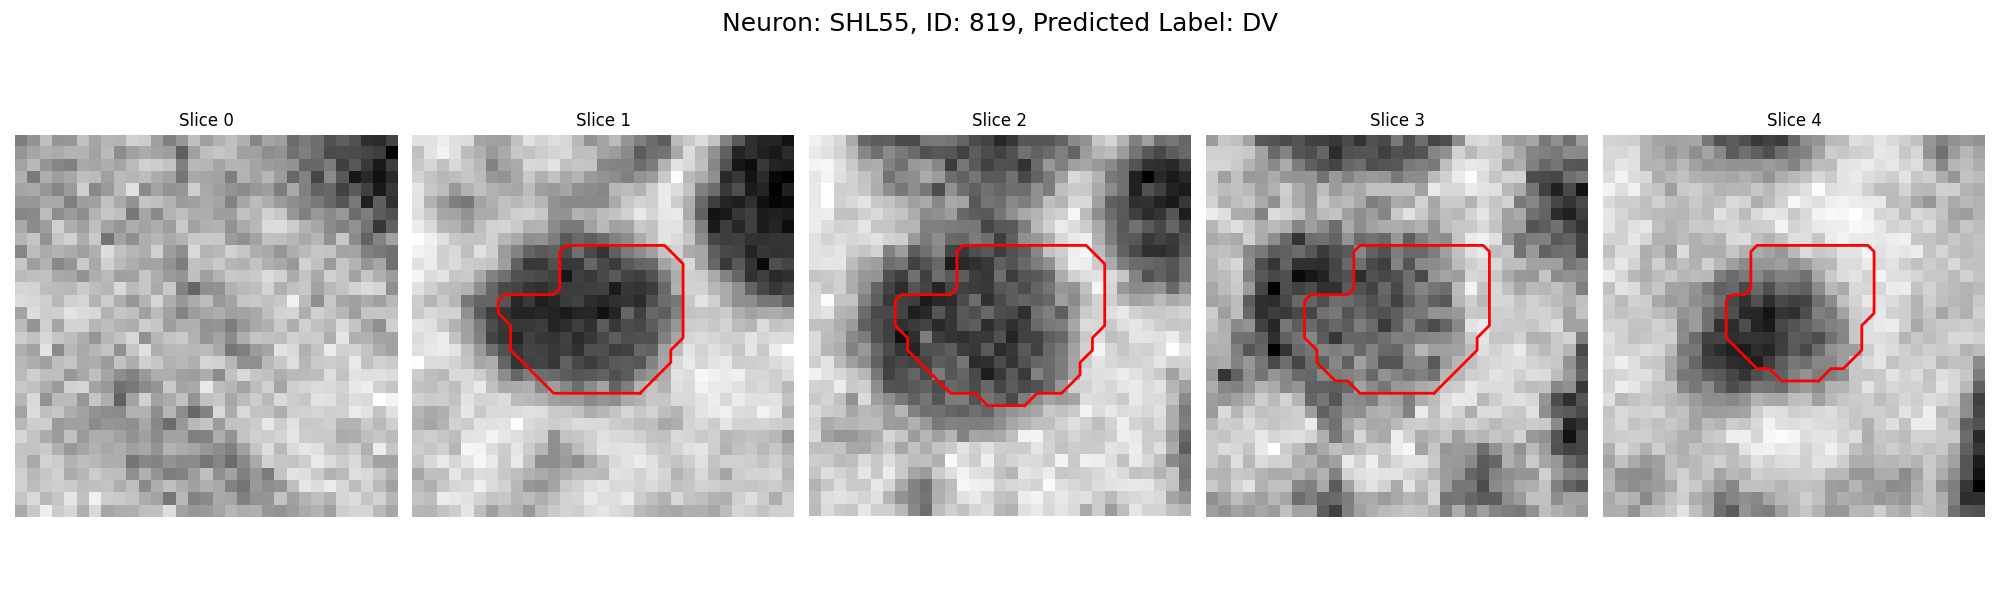 Neuron: SHL55, ID: 819, Predicted Label: DV
Slice 0
Slice 1
Slice 2
Slice 3
Slice 4